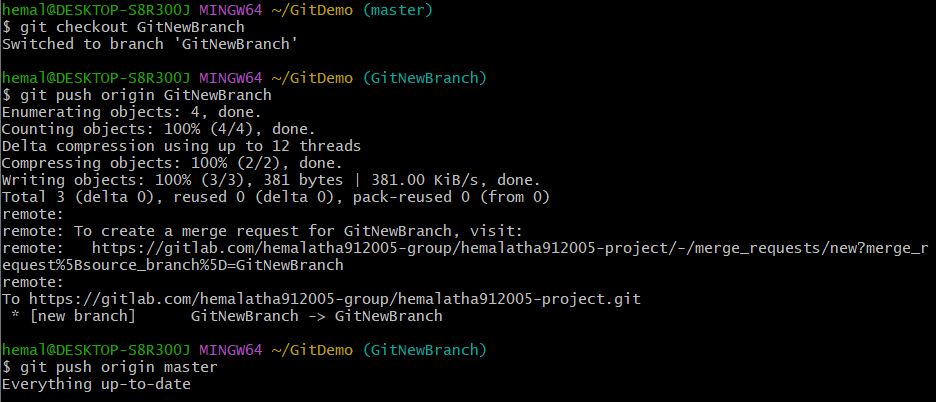 hemal@DESKTOP-S8R30OJ MINGW64 ~/GitDemo (master)
$ git checkout GitNewBranch
Switched to branch 'GitNewBranch'

hemal@DESKTOP-S8R30OJ MINGW64 ~/GitDemo (GitNewBranch)
$ git push origin GitNewBranch
Enumerating objects: 4, done.
Counting objects: 100% (4/4), done.
Delta compression using up to 12 threads
Compressing objects: 100% (2/2), done.
Writing objects: 100% (3/3), 381 bytes | 381.00 KiB/s, done.
Total 3 (delta 0), reused 0 (delta 0), pack-reused 0 (from 0)
remote:
remote: To create a merge request for GitNewBranch, visit:
remote:   https://gitlab.com/hemalatha912005-group/hemalatha912005-project/-/merge_requests/new?merge_r
equest%5Bsource_branch%5D=GitNewBranch
remote:
To https://gitlab.com/hemalatha912005-group/hemalatha912005-project.git
 * [new branch]      GitNewBranch -> GitNewBranch

hemal@DESKTOP-S8R30OJ MINGW64 ~/GitDemo (GitNewBranch)
$ git push origin master
Everything up-to-date